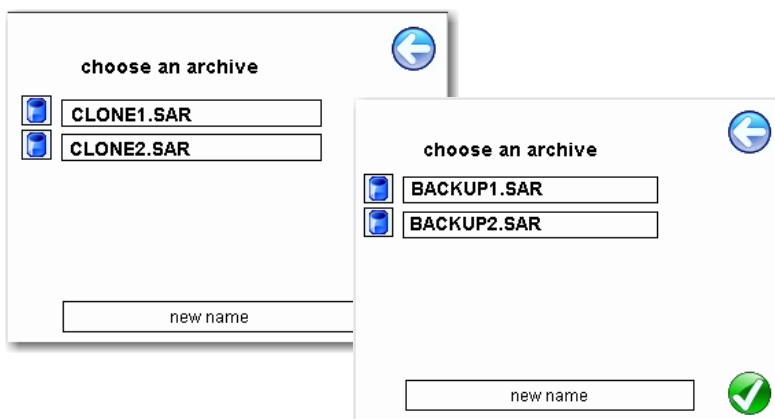 choose an archive
CLONE1.SAR
CLONE2.SAR
new name
choose an archive
BACKUP1.SAR
BACKUP2.SAR
new name